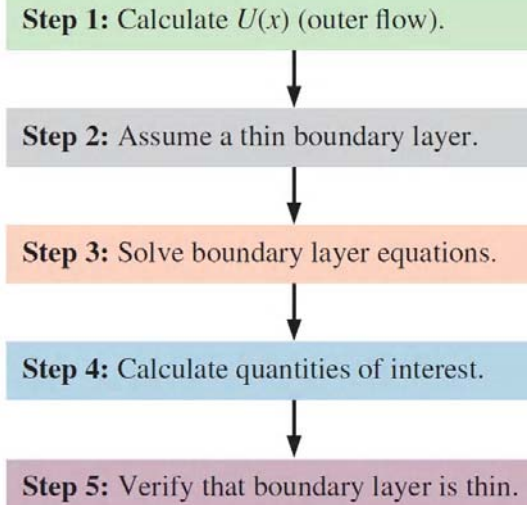 Step 1: Calculate U(x) (outer flow).
Step 2: Assume a thin boundary layer.
Step 3: Solve boundary layer equations.
Step 4: Calculate quantities of interest.
Step 5: Verify that boundary layer is thin.